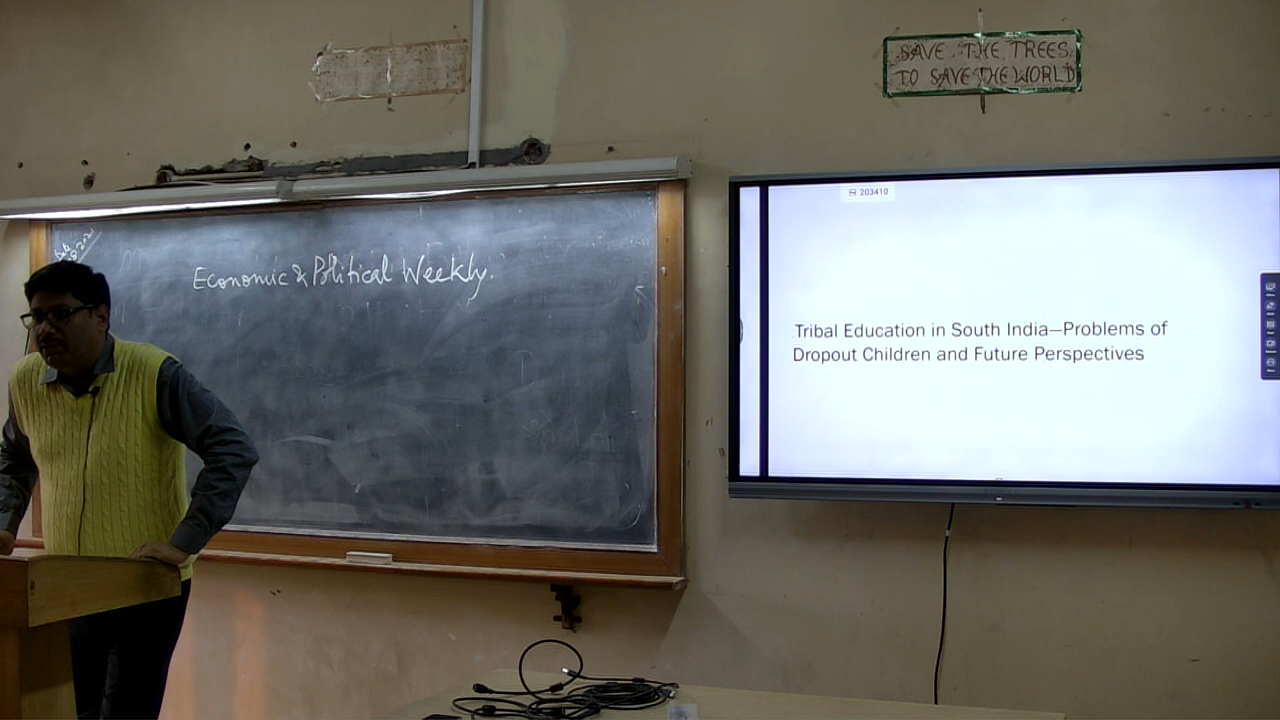 SAVE THE TREES
TO SAVE THE WORLD
Economic & Political Weekly.
203410
Tribal Education in South India—Problems of
Dropout Children and Future Perspectives